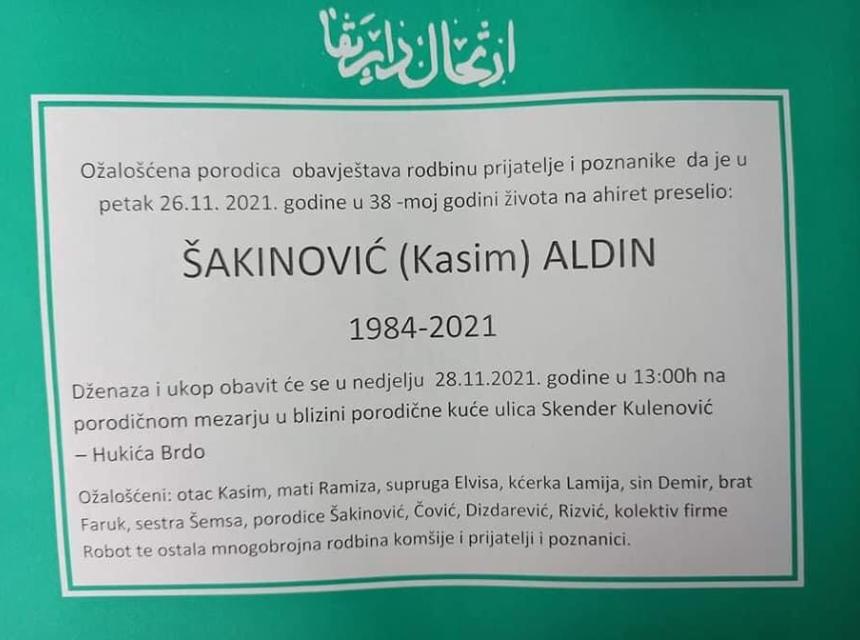 ارتحال دار بقا
Ožalošćena porodica obavještava rodbinu prijatelje i poznanike da je u
petak 26.11. 2021. godine u 38 -moj godini života na ahiret preselio:
ŠAKINOVIĆ (Kasim) ALDIN
1984-2021
Dženaza i ukop obavit će se u nedjelju 28.11.2021. godine u 13:00h na
porodičnom mezarju u blizini porodične kuće ulica Skender Kulenović
– Hukića Brdo
Ožalošćeni: otac Kasim, mati Ramiza, supruga Elvisa, kćerka Lamija, sin Demir, brat
Faruk, sestra Šemsa, porodice Šakinović, Čović, Dizdarević, Rizvić, kolektiv firme
Robot te ostala mnogobrojna rodbina komšije i prijatelji i poznanici.